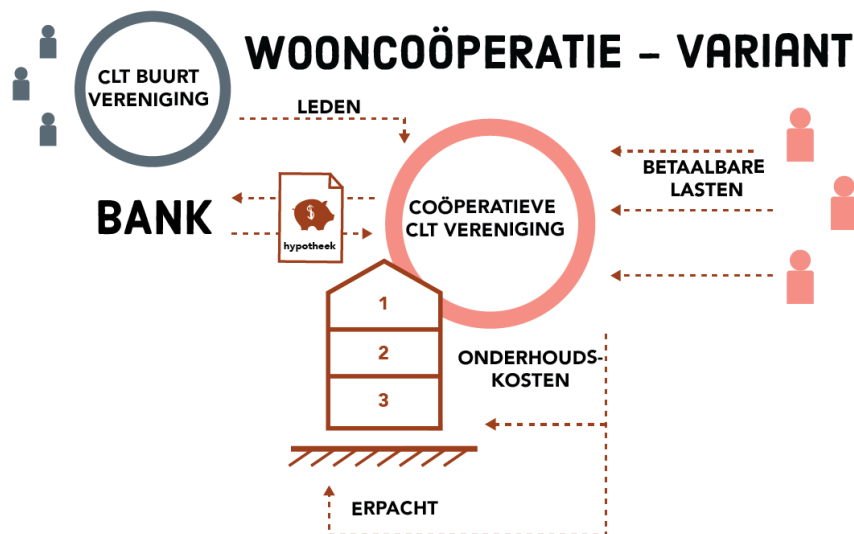 WOONCOÖPERATIE – VARIANT
CLT BUURT
VERENIGING
LEDEN
BANK
$
hypotheek
COÖPERATIEVE
CLT VERENIGING
BETAALBARE
LASTEN
1
2
3
ONDERHOUDS-
KOSTEN
ERPACHT